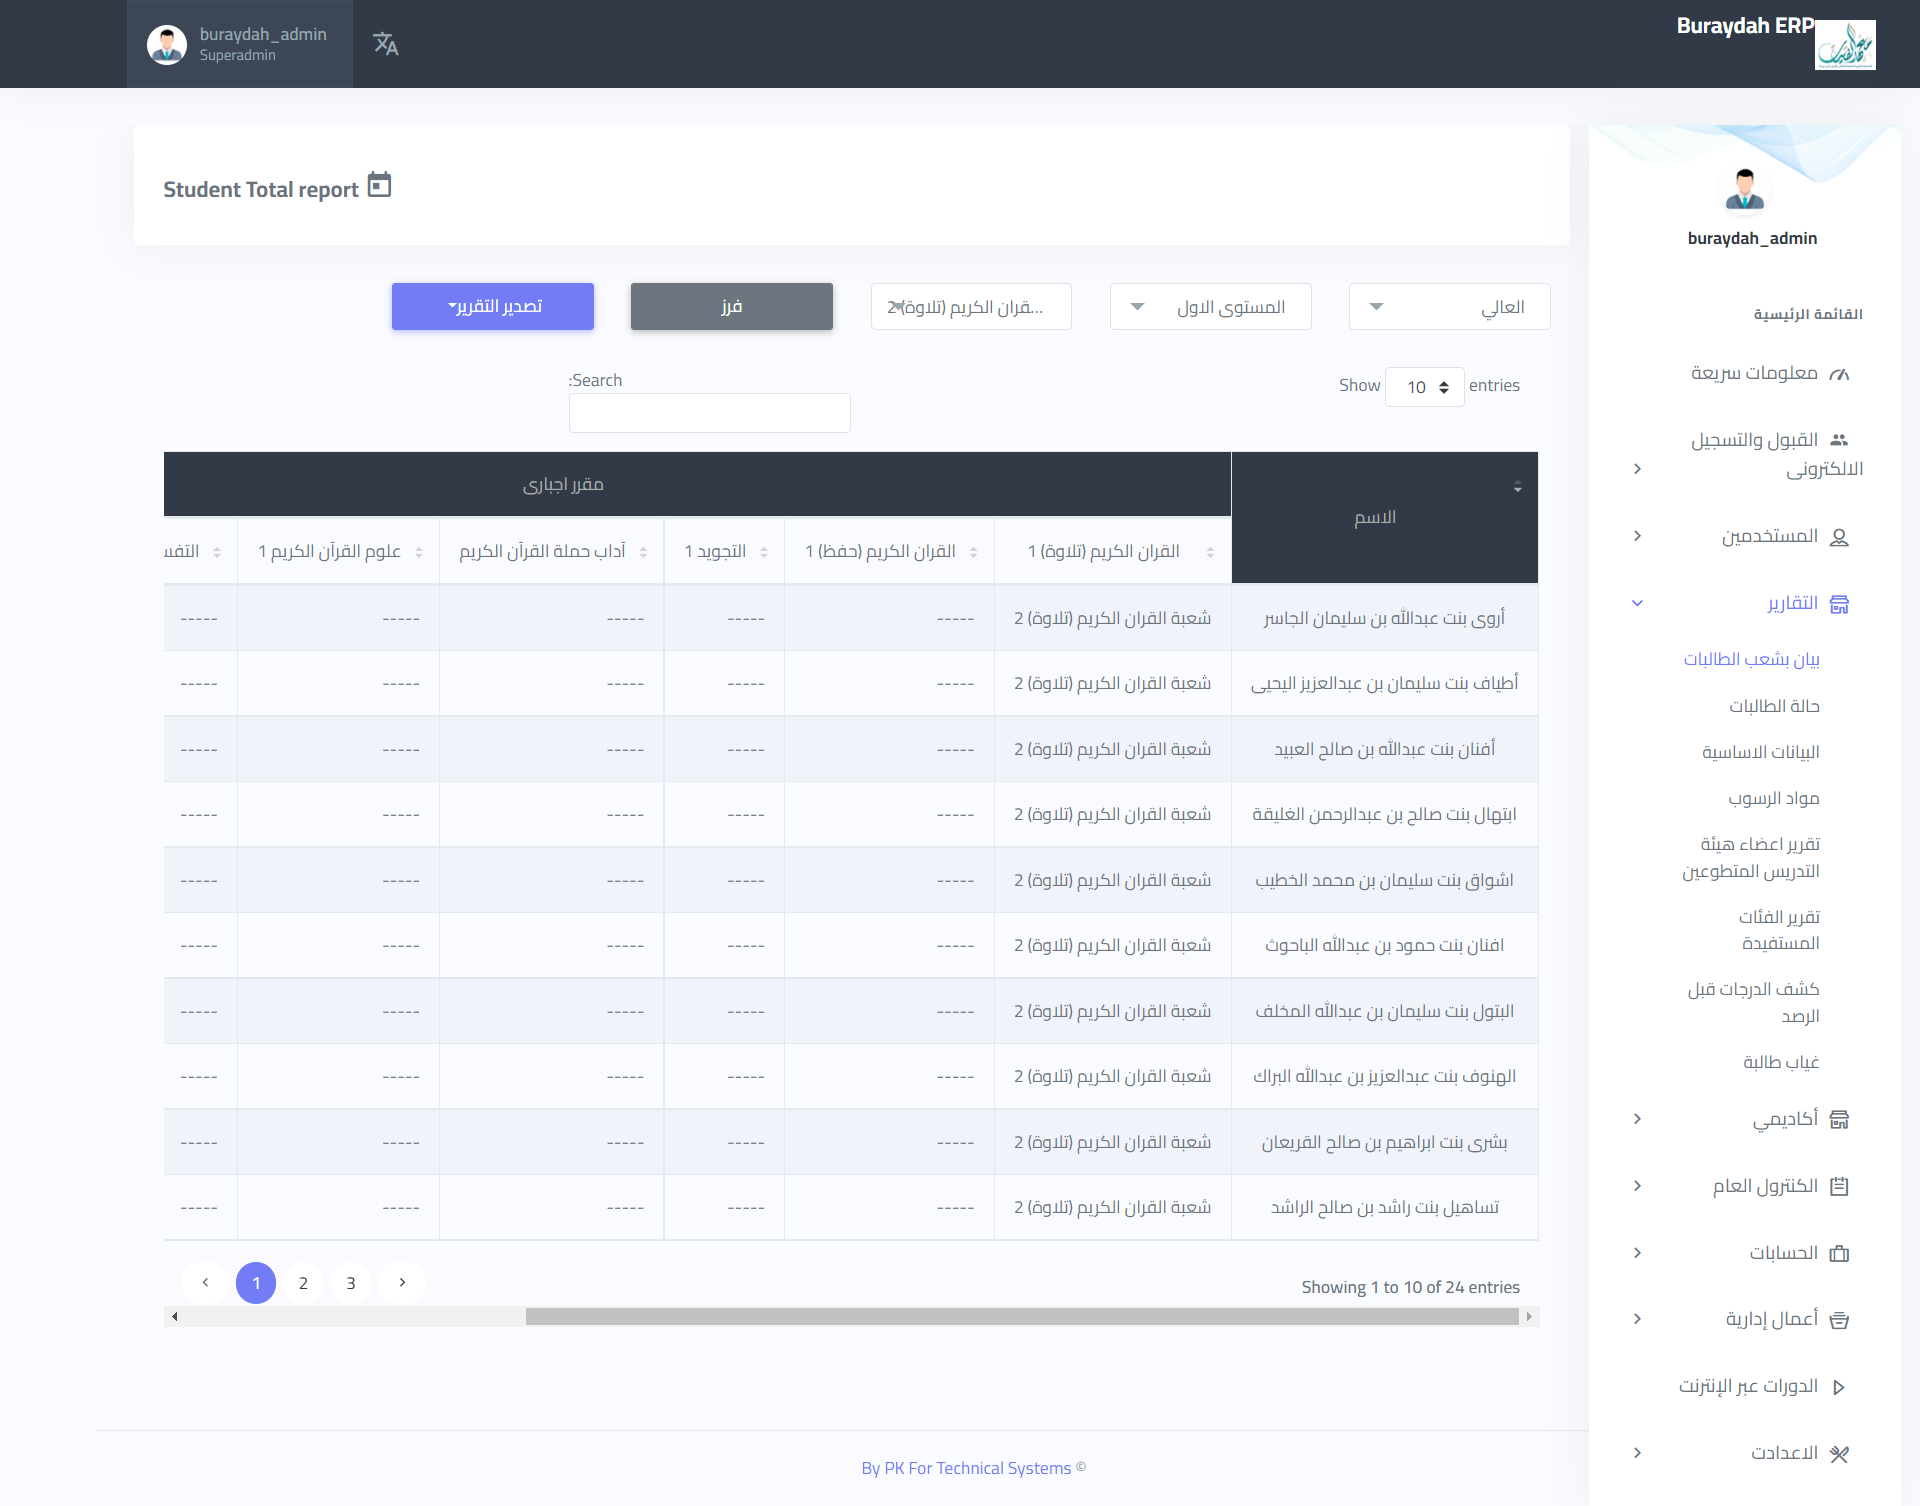 Buraydah ERP
buraydah_admin
Superadmin
Student Total report
buraydah_admin
القائمة الرئيسية
معلومات سريعة
القبول والتسجيل
الالكترونى
المستخدمين
التقارير
بيان بشعب الطالبات
حالة الطالبات
البيانات الاساسية
مواد الرسوب
تقرير اعضاء هيئة
التدريس المتطوعين
تقرير الفئات
المستفيدة
كشف الدرجات قبل
الرصد
غياب طالبة
أكاديمي
الكنترول العام
الحسابات
أعمال إدارية
الدورات عبر الإنترنت
الاعدادت
العالي
المستوى الاول
...قران الكريم (تلاوة) 2
فرز
تصدير التقرير
Show 10 entries
Search:
الاسم
مقرر اجبارى
القران الكريم (تلاوة) 1
القران الكريم (حفظ) 1
التجويد 1
آداب حملة القرآن الكريم
علوم القرآن الكريم 1
أروى بنت عبدالله بن سليمان الجاسر شعبة القران الكريم (تلاوة) 2 ----- ----- ----- ----- -----
أطياف بنت سليمان بن عبدالعزيز اليحيى شعبة القران الكريم (تلاوة) 2 ----- ----- ----- ----- -----
أفنان بنت عبدالله بن صالح العبيد شعبة القران الكريم (تلاوة) 2 ----- ----- ----- ----- -----
ابتهال بنت صالح بن عبدالرحمن الغليقة شعبة القران الكريم (تلاوة) 2 ----- ----- ----- ----- -----
اشواق بنت سليمان بن محمد الخطيب شعبة القران الكريم (تلاوة) 2 ----- ----- ----- ----- -----
افنان بنت حمود بن عبدالله الباحوث شعبة القران الكريم (تلاوة) 2 ----- ----- ----- ----- -----
البتول بنت سليمان بن عبدالله المخلف شعبة القران الكريم (تلاوة) 2 ----- ----- ----- ----- -----
الهنوف بنت عبدالعزيز بن عبدالله البراك شعبة القران الكريم (تلاوة) 2 ----- ----- ----- ----- -----
بشرى بنت ابراهيم بن صالح القريعان شعبة القران الكريم (تلاوة) 2 ----- ----- ----- ----- -----
تساهيل بنت راشد بن صالح الراشد شعبة القران الكريم (تلاوة) 2 ----- ----- ----- ----- -----
Showing 1 to 10 of 24 entries
1 2 3
By PK For Technical Systems ©